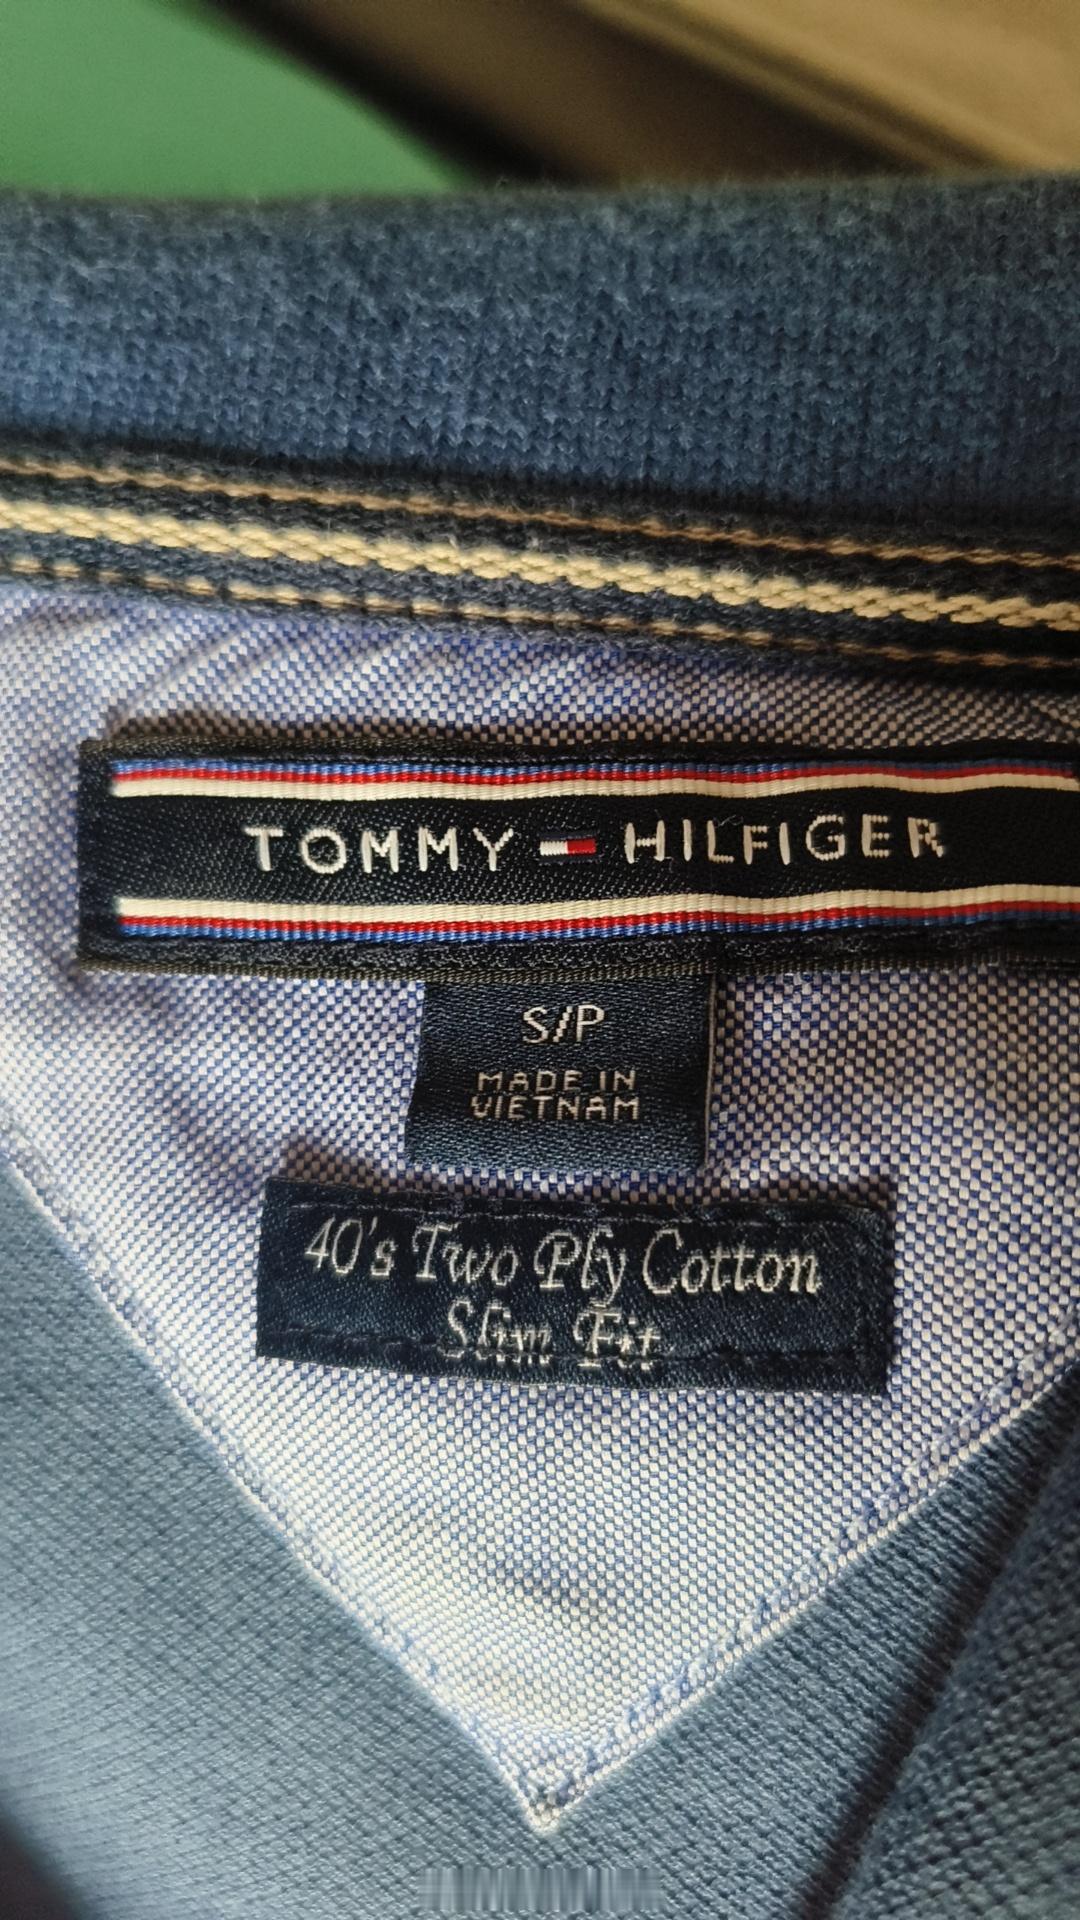 TOMMY HILFIGER
S/P
MADE IN
VIETNAM
40's Two Ply Cotton
Slim Fit